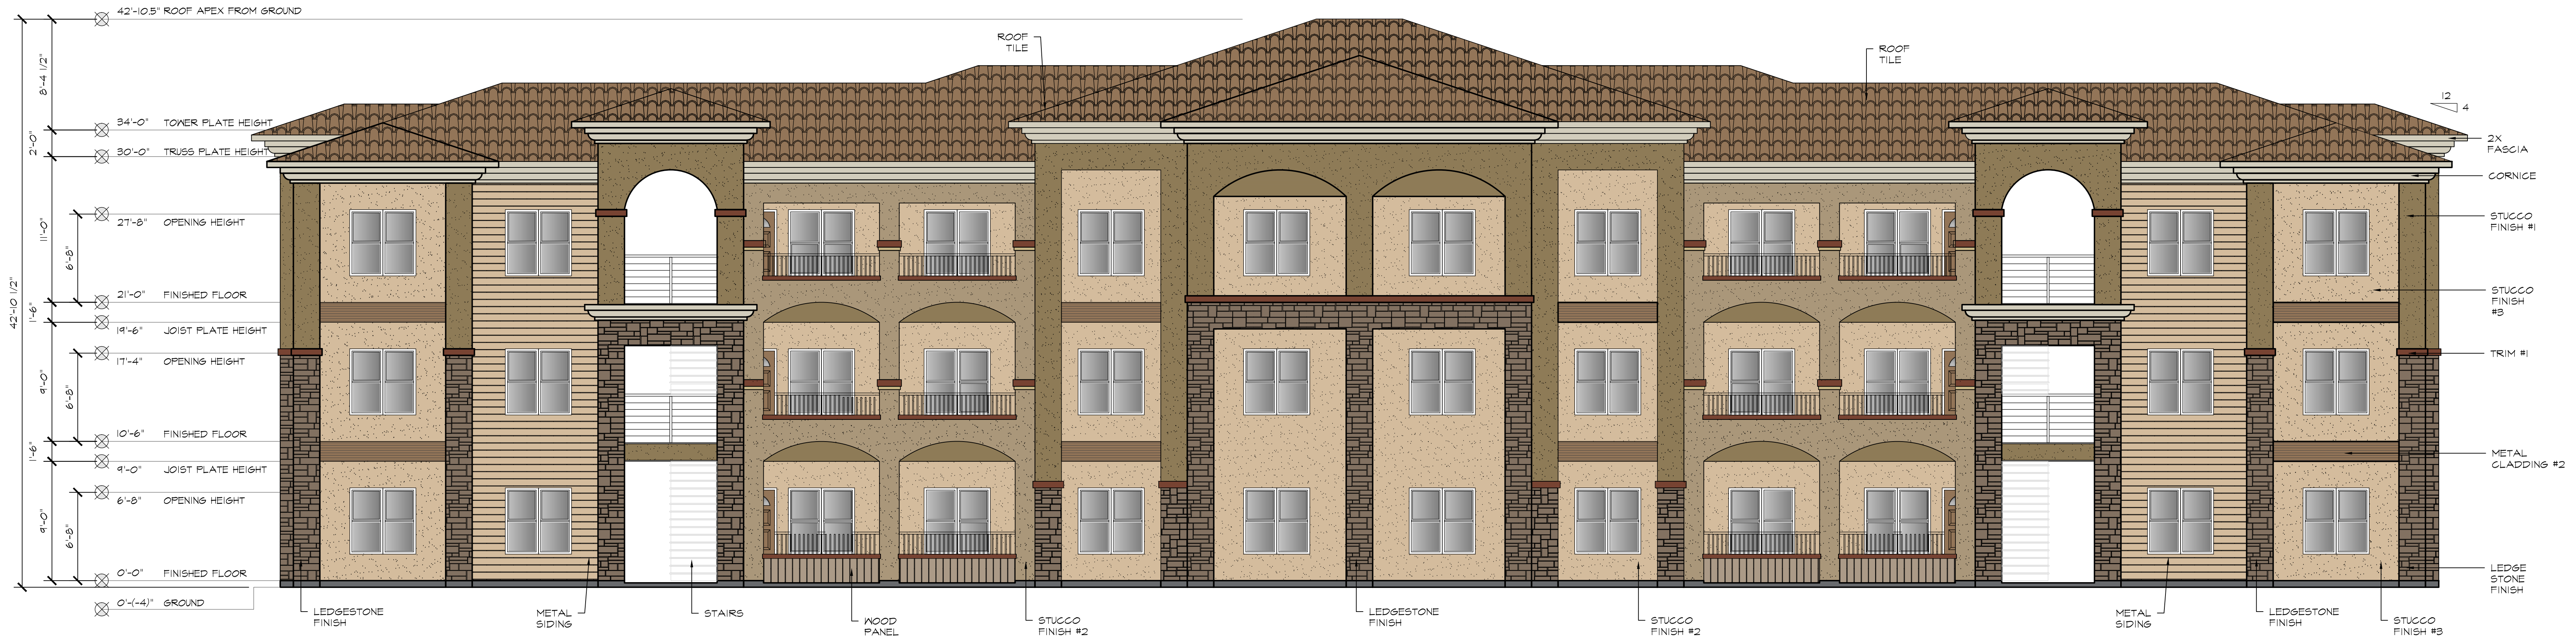 42'-10.5" ROOF APEX FROM GROUND
34'-0" TOWER PLATE HEIGHT
30'-0" TRUSS PLATE HEIGHT
27'-8" OPENING HEIGHT
21'-0" FINISHED FLOOR
19'-6" JOIST PLATE HEIGHT
17'-4" OPENING HEIGHT
10'-6" FINISHED FLOOR
9'-0" JOIST PLATE HEIGHT
6'-8" OPENING HEIGHT
0'-0" FINISHED FLOOR
0'-(-4)" GROUND
42'-10 1/2"
8'-4 1/2"
2'-0"
11'-0"
6'-8"
1'-6"
9'-0"
6'-8"
1'-6"
9'-0"
6'-8"
ROOF
TILE
ROOF
TILE
12
4
2X
FASCIA
CORNICE
STUCCO
FINISH #1
STUCCO
FINISH
#3
TRIM #1
METAL
CLADDING #2
LEDGE
STONE
FINISH
LEDGESTONE
FINISH
METAL
SIDING
STAIRS
WOOD
PANEL
STUCCO
FINISH #2
LEDGESTONE
FINISH
STUCCO
FINISH #2
METAL
SIDING
LEDGESTONE
FINISH
STUCCO
FINISH #3